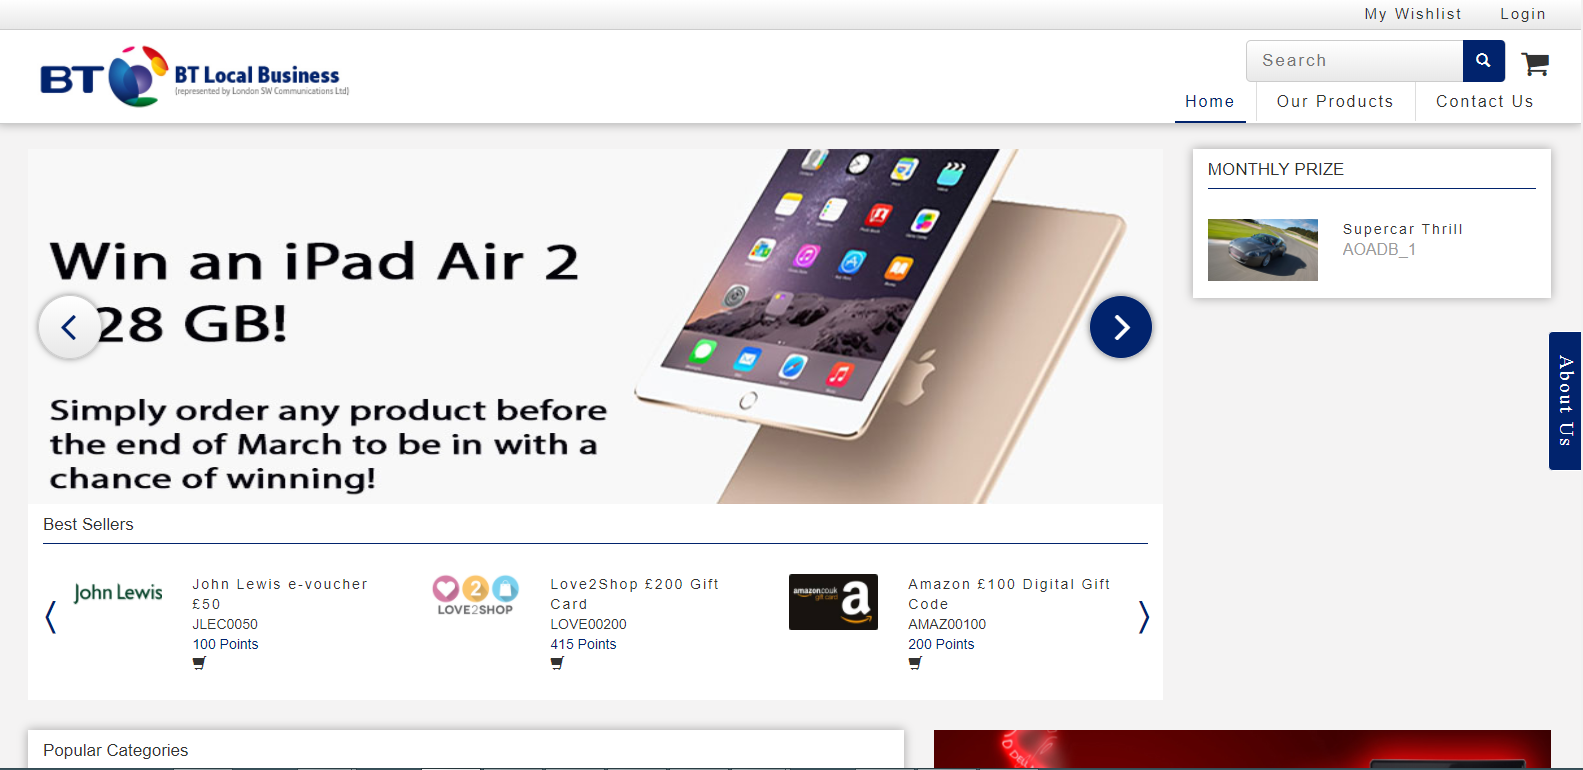 My Wishlist
Login
BT
BT Local Business
(represented by London SW Communications Ltd)
Search
Home
Our Products
Contact Us
Win an iPad Air 2
28 GB!
Simply order any product before
the end of March to be in with a
chance of winning!
MONTHLY PRIZE
Supercar Thrill
AOADB_1
About Us
Best Sellers
John Lewis
John Lewis e-voucher
£50
JLEC0050
100 Points
2
LOVE2SHOP
Love2Shop £200 Gift
Card
LOVE00200
415 Points
amazon.co.uk
gift card
a
Amazon £100 Digital Gift
Code
AMAZ00100
200 Points
Popular Categories